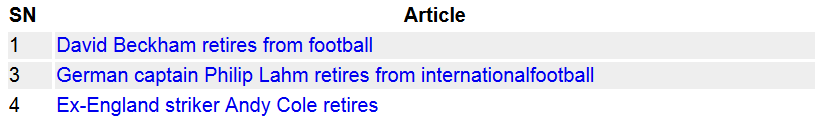 SN Article
1 David Beckham retires from football
3 German captain Philip Lahm retires from internationalfootball
4 Ex-England striker Andy Cole retires